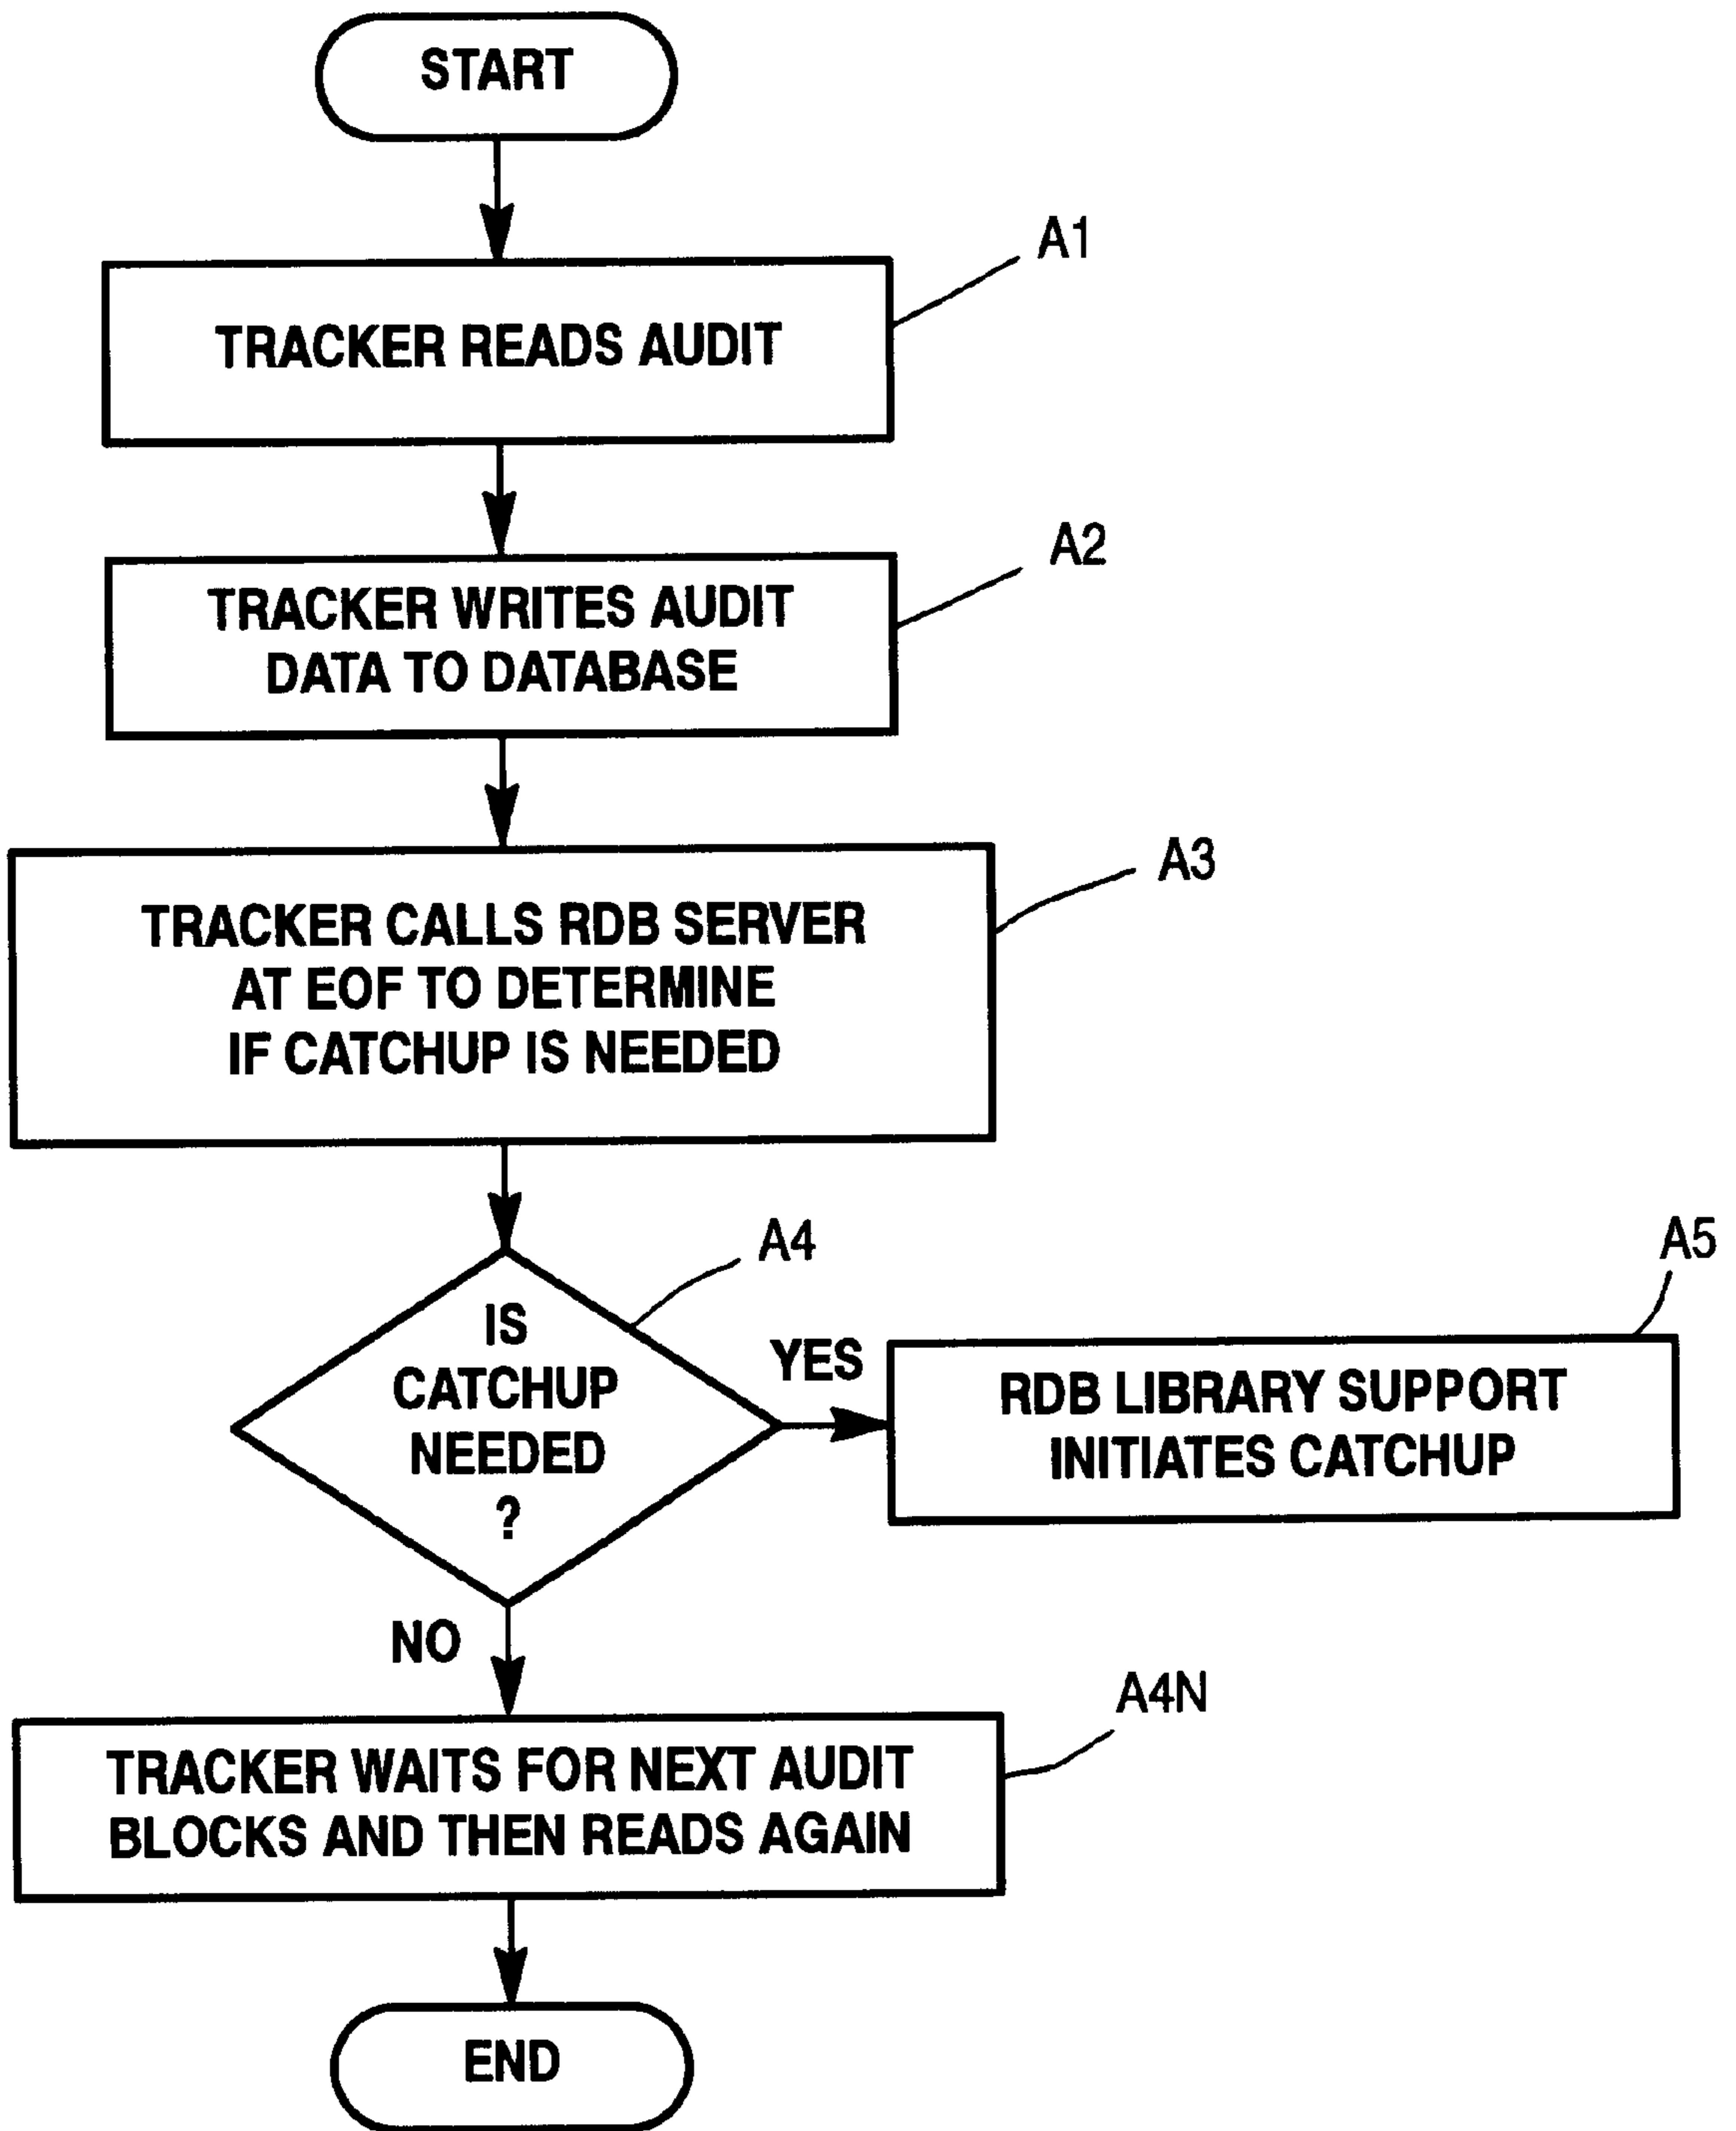 START
A1
TRACKER READS AUDIT
A2
TRACKER WRITES AUDIT
DATA TO DATABASE
A3
TRACKER CALLS RDB SERVER
AT EOF TO DETERMINE
IF CATCHUP IS NEEDED
A4
IS
CATCHUP
NEEDED
?
YES
A5
RDB LIBRARY SUPPORT
INITIATES CATCHUP
NO
A4N
TRACKER WAITS FOR NEXT AUDIT
BLOCKS AND THEN READS AGAIN
END